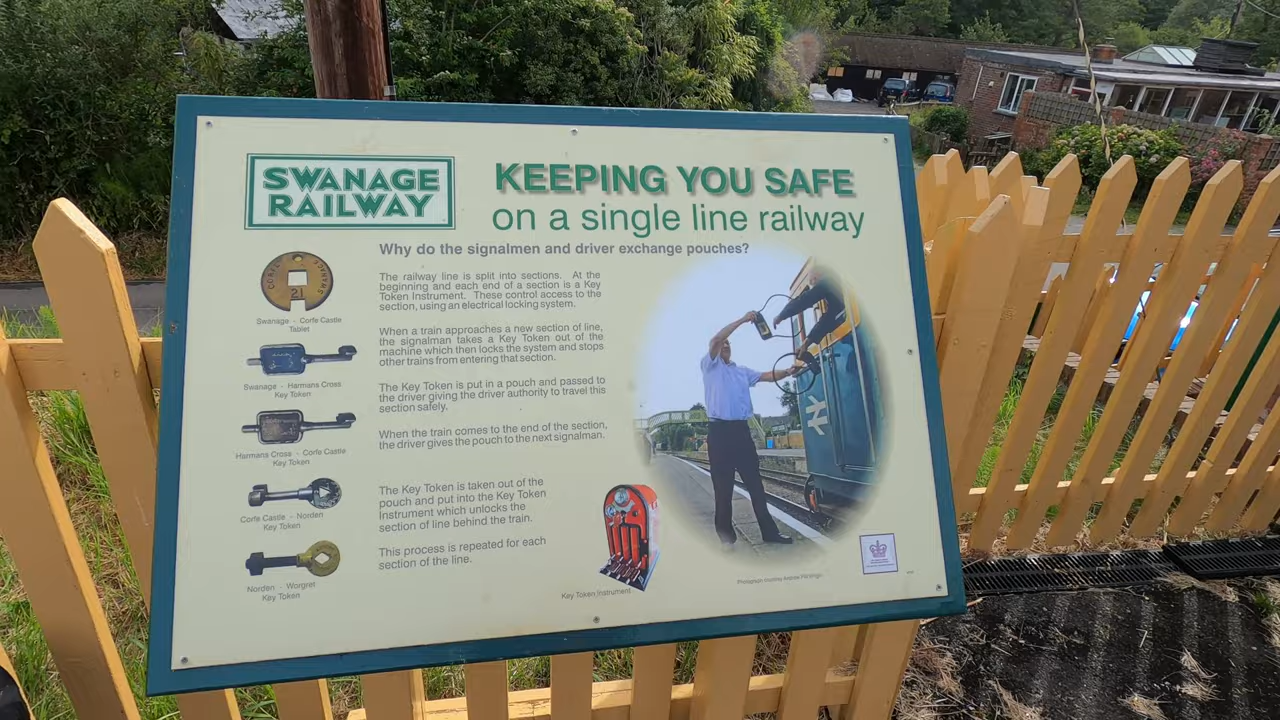 SWANAGE
RAILWAY
KEEPING YOU SAFE
on a single line railway
Why do the signalmen and driver exchange pouches?
The railway line is split into sections. At the
beginning and each end of a section is a Key
Token Instrument. These control access to the
section, using an electrical locking system.
When a train approaches a new section of line,
the signalman takes a Key Token out of the
machine which then locks the system and stops
other trains from entering that section.
The Key Token is put in a pouch and passed to
the driver giving the driver authority to travel this
section safely.
When the train comes to the end of the section,
the driver gives the pouch to the next signalman.
The Key Token is taken out of the
pouch and put into the Key Token
Instrument which unlocks the
section of line behind the train.
This process is repeated for each
section of the line.
21
Swanage - Corfe Castle
Tablet
Swanage - Harmans Cross
Key Token
Harmans Cross - Corfe Castle
Key Token
Corfe Castle - Norden
Key Token
Norden - Worgret
Key Token
Key Token Instrument
Photograph courtesy Andrew